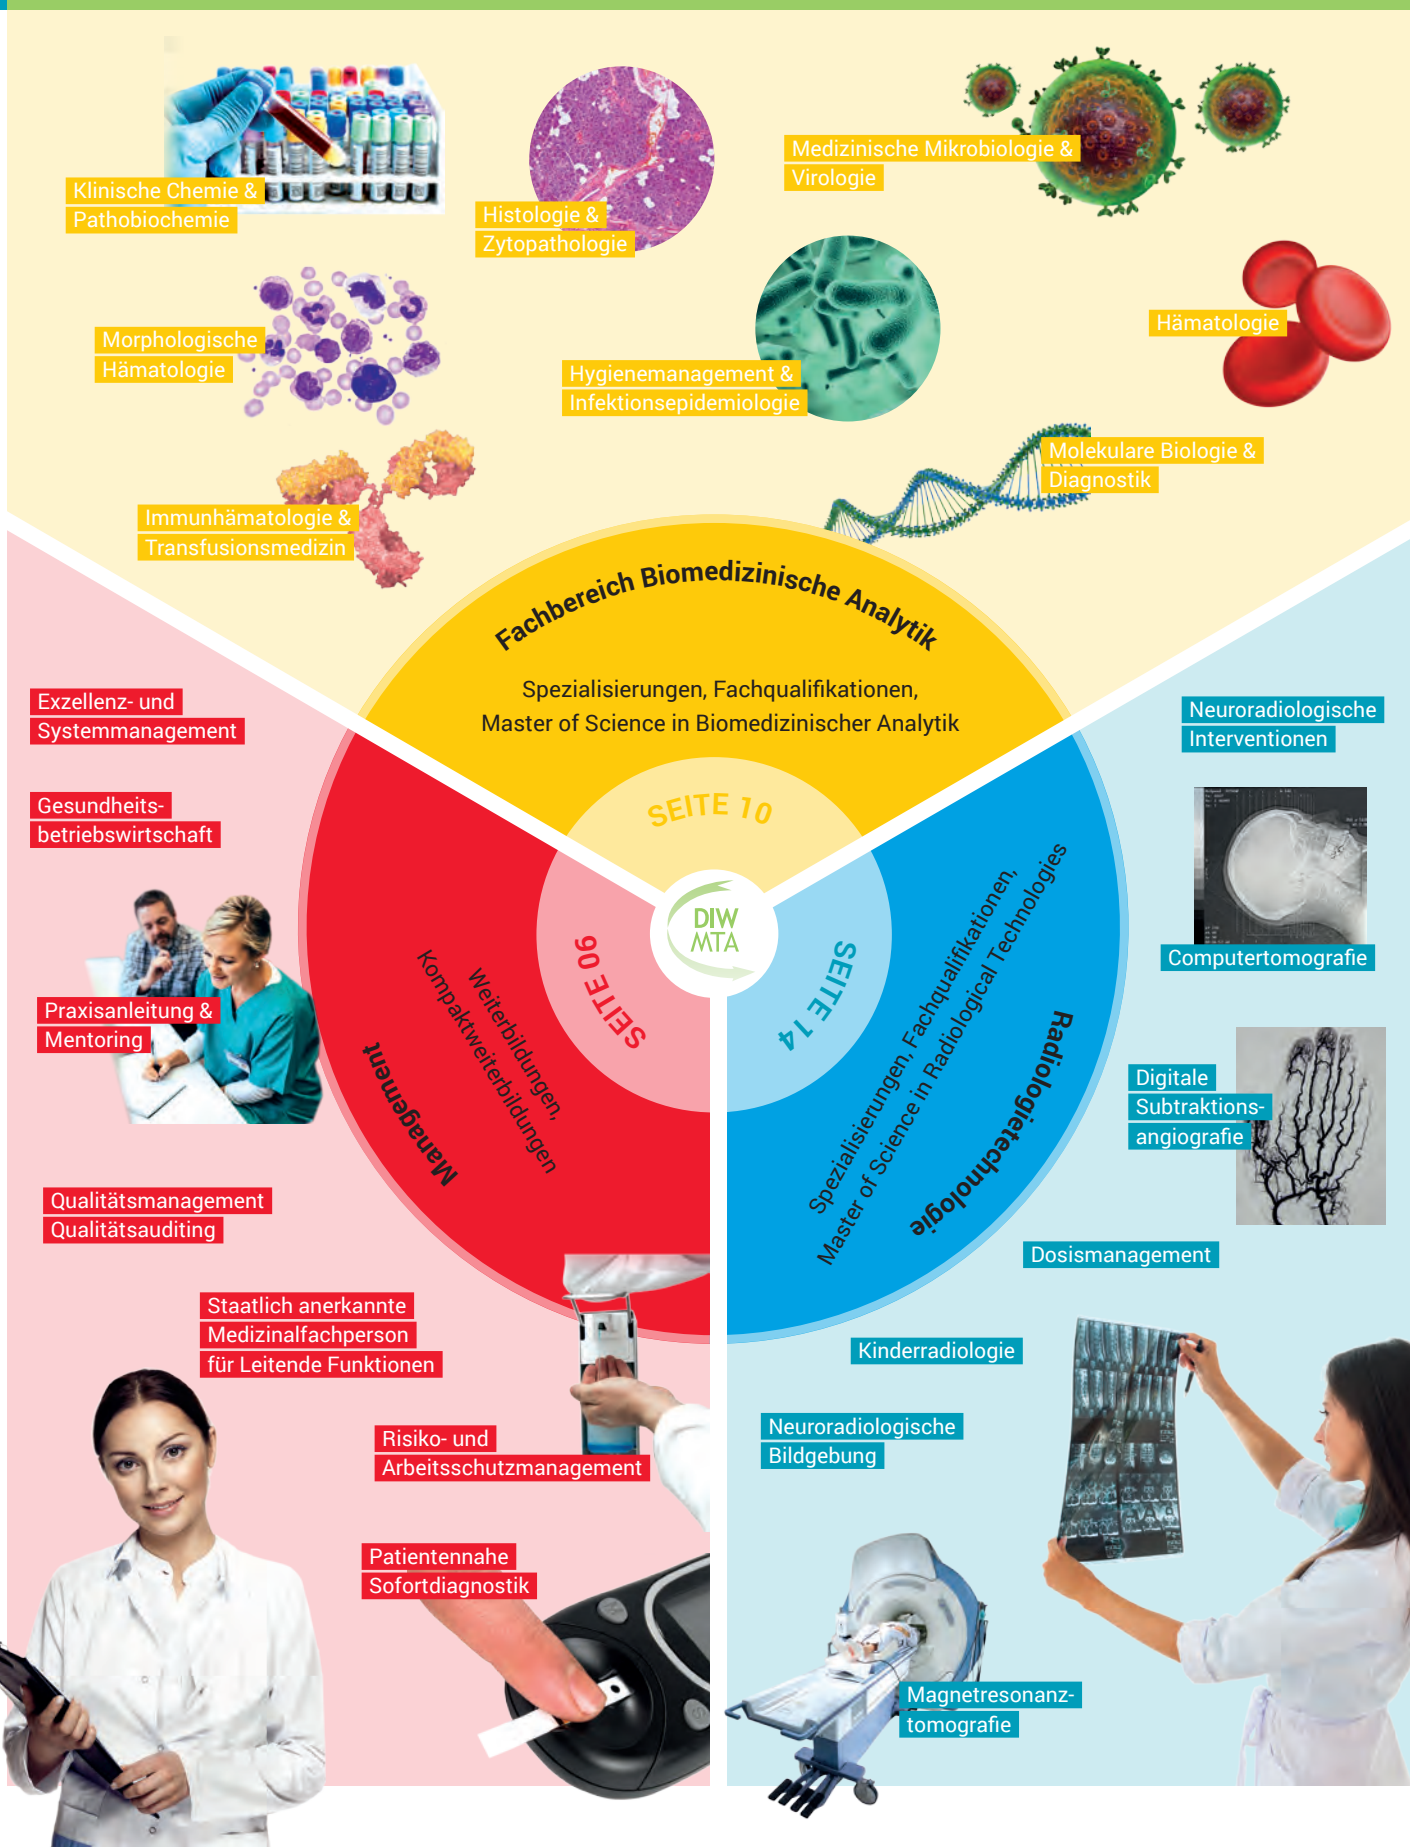 Klinische Chemie &
Pathobiochemie
Histologie &
Zytopathologie
Medizinische Mikrobiologie &
Virologie
Morphologische
Hämatologie
Hygienemanagement &
Infektionsepidemiologie
Hämatologie
Molekulare Biologie &
Diagnostik
Immunhämatologie &
Transfusionsmedizin
Fachbereich Biomedizinische Analytik
Spezialisierungen, Fachqualifikationen,
Master of Science in Biomedizinischer Analytik
SEITE 10
DIW
MTA
Exzellenz- und
Systemmanagement
Gesundheits-
betriebswirtschaft
Praxisanleitung &
Mentoring
Qualitätsmanagement
Qualitätsauditing
Staatlich anerkannte
Medizinalfachperson
für Leitende Funktionen
Risiko- und
Arbeitsschutzmanagement
Patientennahe
Sofortdiagnostik
SEITE 06
Weiterbildungen,
Kompaktweiterbildungen
Management
SEITE 14
Spezialisierungen, Fachqualifikationen,
Master of Science in Radiological Technologies
Radiologietechnologie
Neuroradiologische
Interventionen
Computertomografie
Digitale
Subtraktions-
angiografie
Dosismanagement
Kinderradiologie
Neuroradiologische
Bildgebung
Magnetresonanz-
tomografie